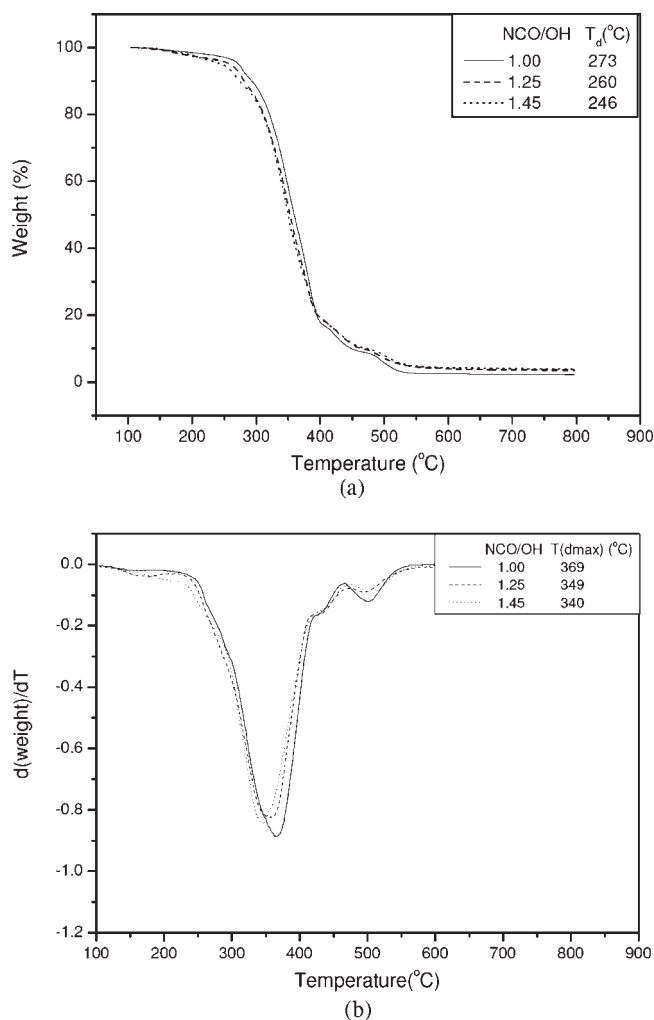 NCO/OH T_d(°C)
1.00 273
1.25 260
1.45 246
100
80
60
40
20
0
Weight (%)
100 200 300 400 500 600 700 800 900
Temperature (°C)
(a)
NCO/OH T(dmax) (°C)
1.00 369
1.25 349
1.45 340
0.0
-0.2
-0.4
-0.6
-0.8
-1.0
-1.2
d(weight)/dT
100 200 300 400 500 600 700 800 900
Temperature(°C)
(b)